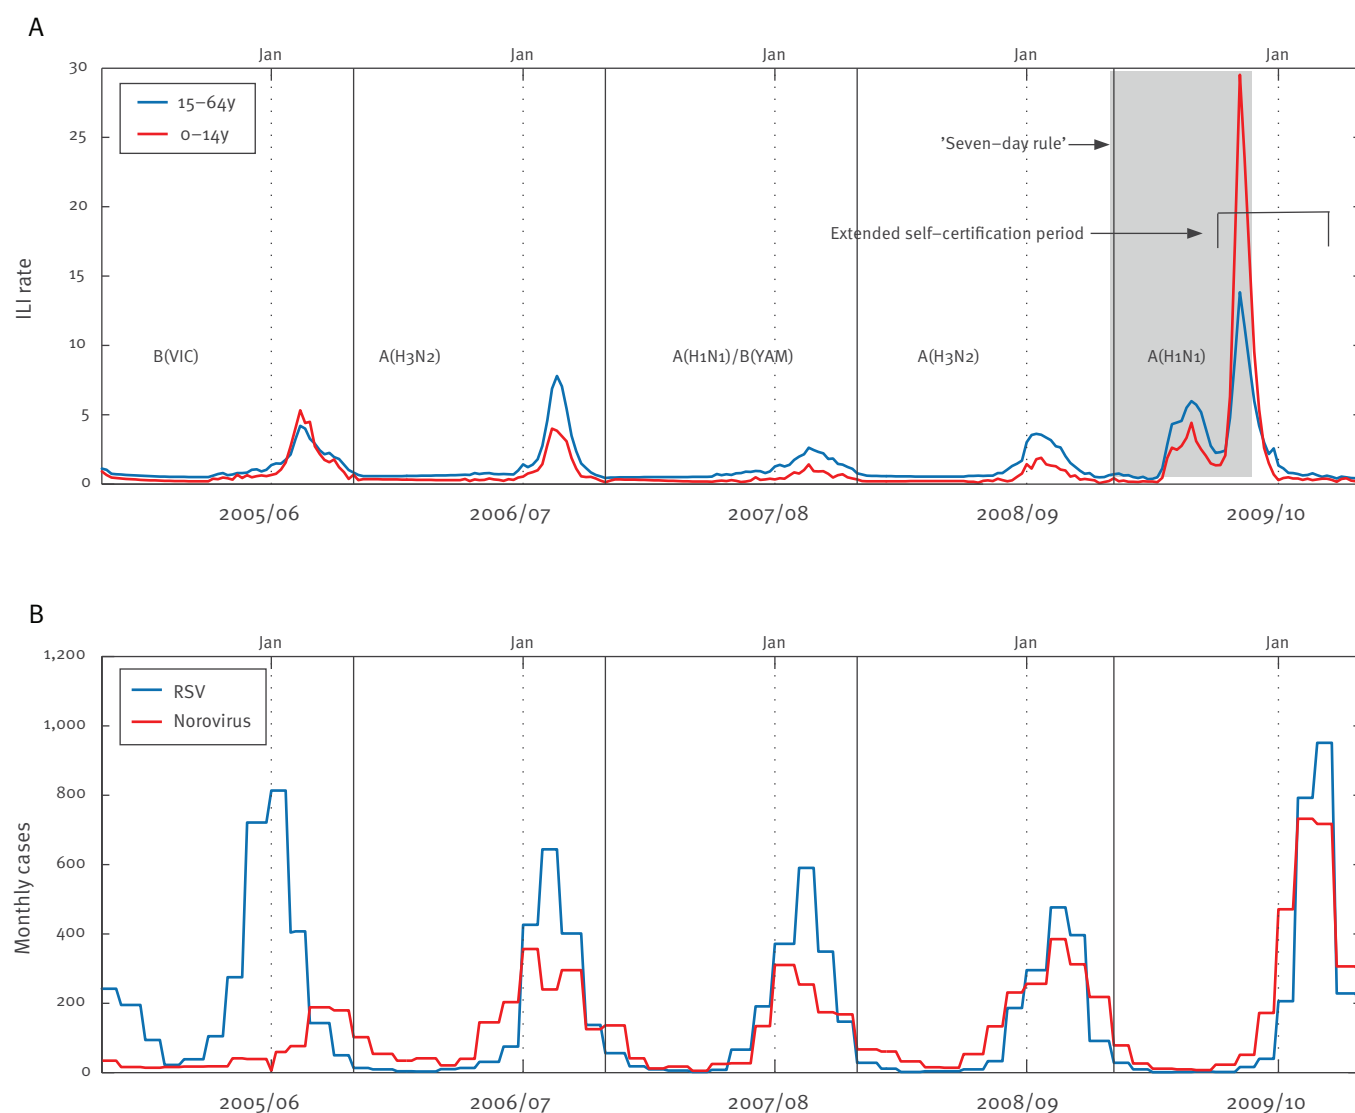 A
Jan Jan Jan Jan Jan
30
15–64y
0–14y
25
'Seven–day rule'
20
Extended self–certification period
15
ILI rate
10
B(VIC) A(H3N2) A(H1N1)/B(YAM) A(H3N2) A(H1N1)
5
0
2005/06 2006/07 2007/08 2008/09 2009/10
B
Jan Jan Jan Jan Jan
1,200
RSV
Norovirus
1,000
800
Monthly cases
600
400
200
0
2005/06 2006/07 2007/08 2008/09 2009/10